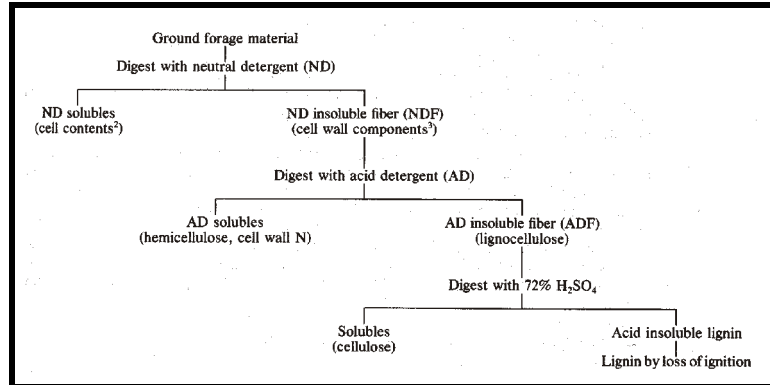 Ground forage material
Digest with neutral detergent (ND)
ND solubles
(cell contents²)
ND insoluble fiber (NDF)
(cell wall components³)
Digest with acid detergent (AD)
AD solubles
(hemicellulose, cell wall N)
AD insoluble fiber (ADF)
(lignocellulose)
Digest with 72% H₂SO₄
Solubles
(cellulose)
Acid insoluble lignin
Lignin by loss of ignition